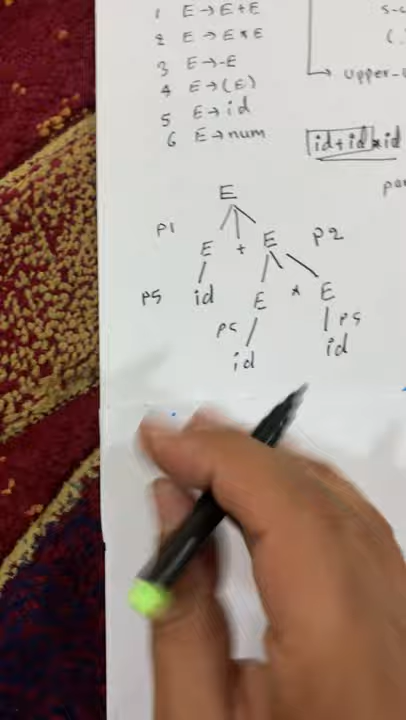 1 E → E + E
2 E → E * E
3 E → -E
4 E → (E)
5 E → id
6 E → num
upper-
id+id*id
E
p1 E + E p2
p5 id E * E
p5 p5
id id